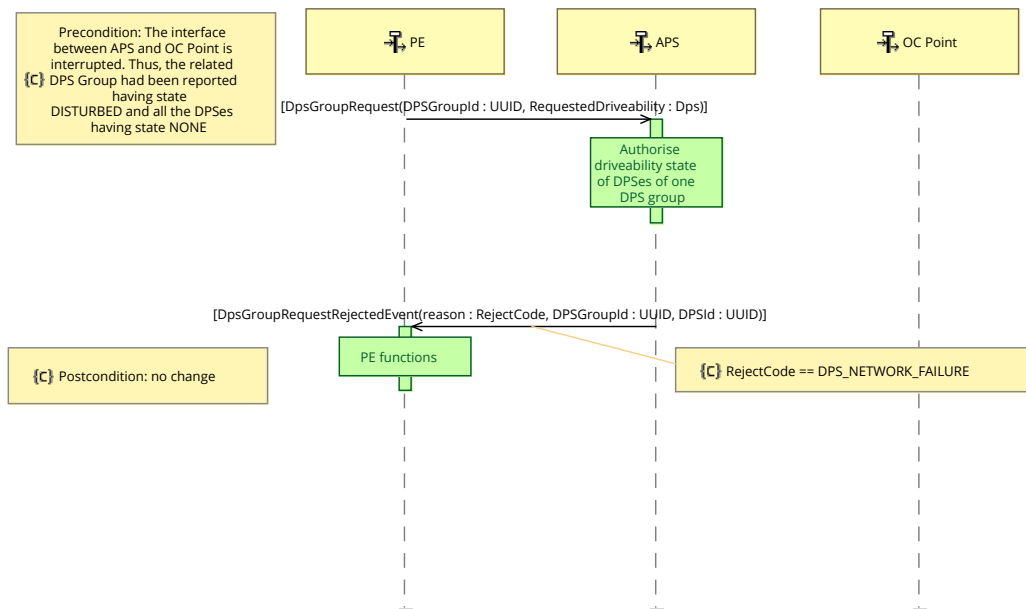 Precondition: The interface
between APS and OC Point is
interrupted. Thus, the related
{C} DPS Group had been reported
having state
DISTURBED and all the DPSes
having state NONE
PE
APS
OC Point
[DpsGroupRequest(DPSGroupId : UUID, RequestedDriveability : Dps)]
Authorise
driveability state
of DPSes of one
DPS group
[DpsGroupRequestRejectedEvent(reason : RejectCode, DPSGroupId : UUID, DPSId : UUID)]
PE functions
{C} Postcondition: no change
{C} RejectCode == DPS_NETWORK_FAILURE